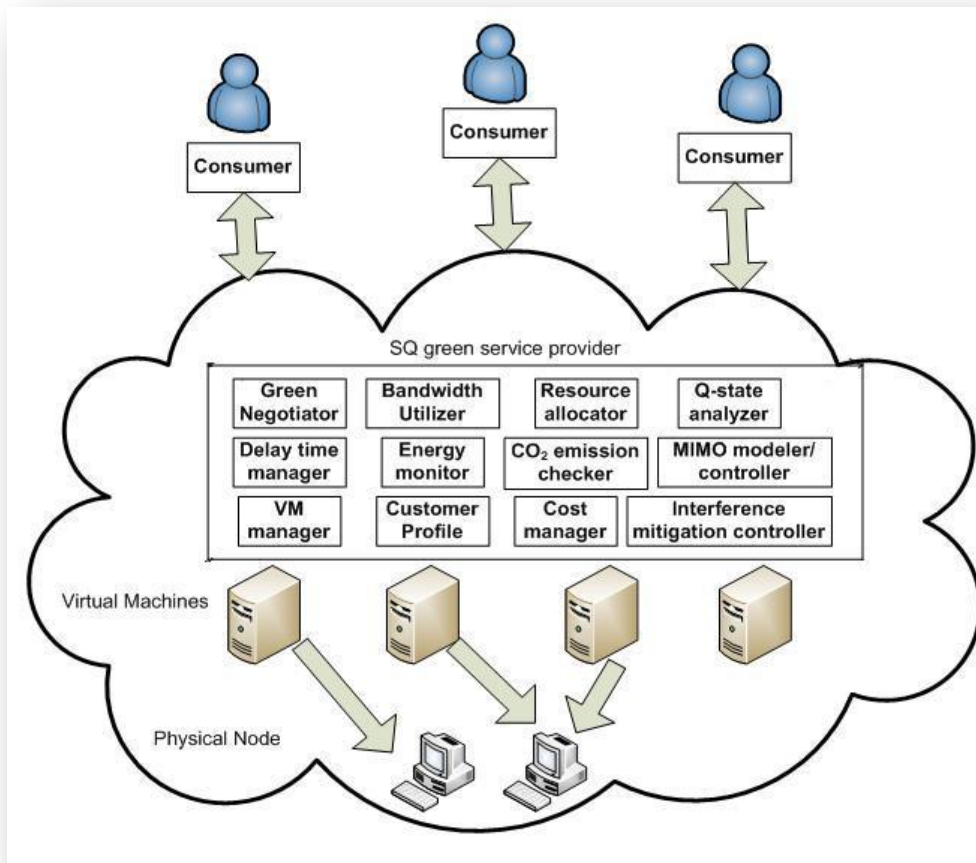 Consumer
Consumer
Consumer
SQ green service provider
Green
Negotiator
Bandwidth
Utilizer
Resource
allocator
Q-state
analyzer
Delay time
manager
Energy
monitor
CO₂ emission
checker
MIMO modeler/
controller
VM
manager
Customer
Profile
Cost
manager
Interference
mitigation controller
Virtual Machines
Physical Node